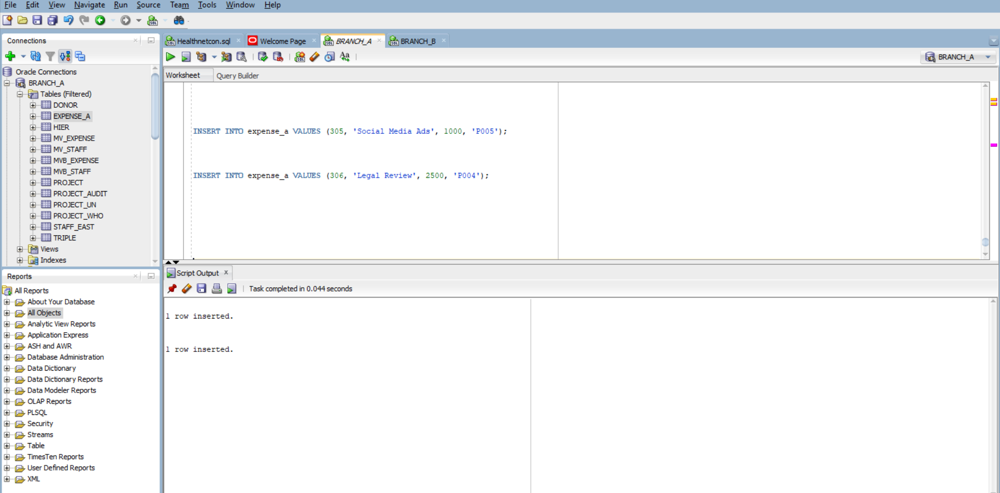 File Edit View Navigate Run Source Team Tools Window Help
Connections
Oracle Connections
BRANCH_A
Tables (Filtered)
DONOR
EXPENSE_A
HIER
MV_EXPENSE
MV_STAFF
MVB_EXPENSE
MVB_STAFF
PROJECT
PROJECT_AUDIT
PROJECT_UN
PROJECT_WHO
STAFF_EAST
TRIPLE
Views
Indexes
Reports
All Reports
About Your Database
All Objects
Analytic View Reports
Application Express
ASH and AWR
Database Administration
Data Dictionary
Data Dictionary Reports
Data Modeler Reports
OLAP Reports
PLSQL
Security
Streams
Table
TimesTen Reports
User Defined Reports
XML
Healthnetcon.sql Welcome Page BRANCH_A BRANCH_B
BRANCH_A
Worksheet Query Builder
INSERT INTO expense_a VALUES (305, 'Social Media Ads', 1000, 'P005');
INSERT INTO expense_a VALUES (306, 'Legal Review', 2500, 'P004');
Script Output x
Task completed in 0.044 seconds
1 row inserted.
1 row inserted.